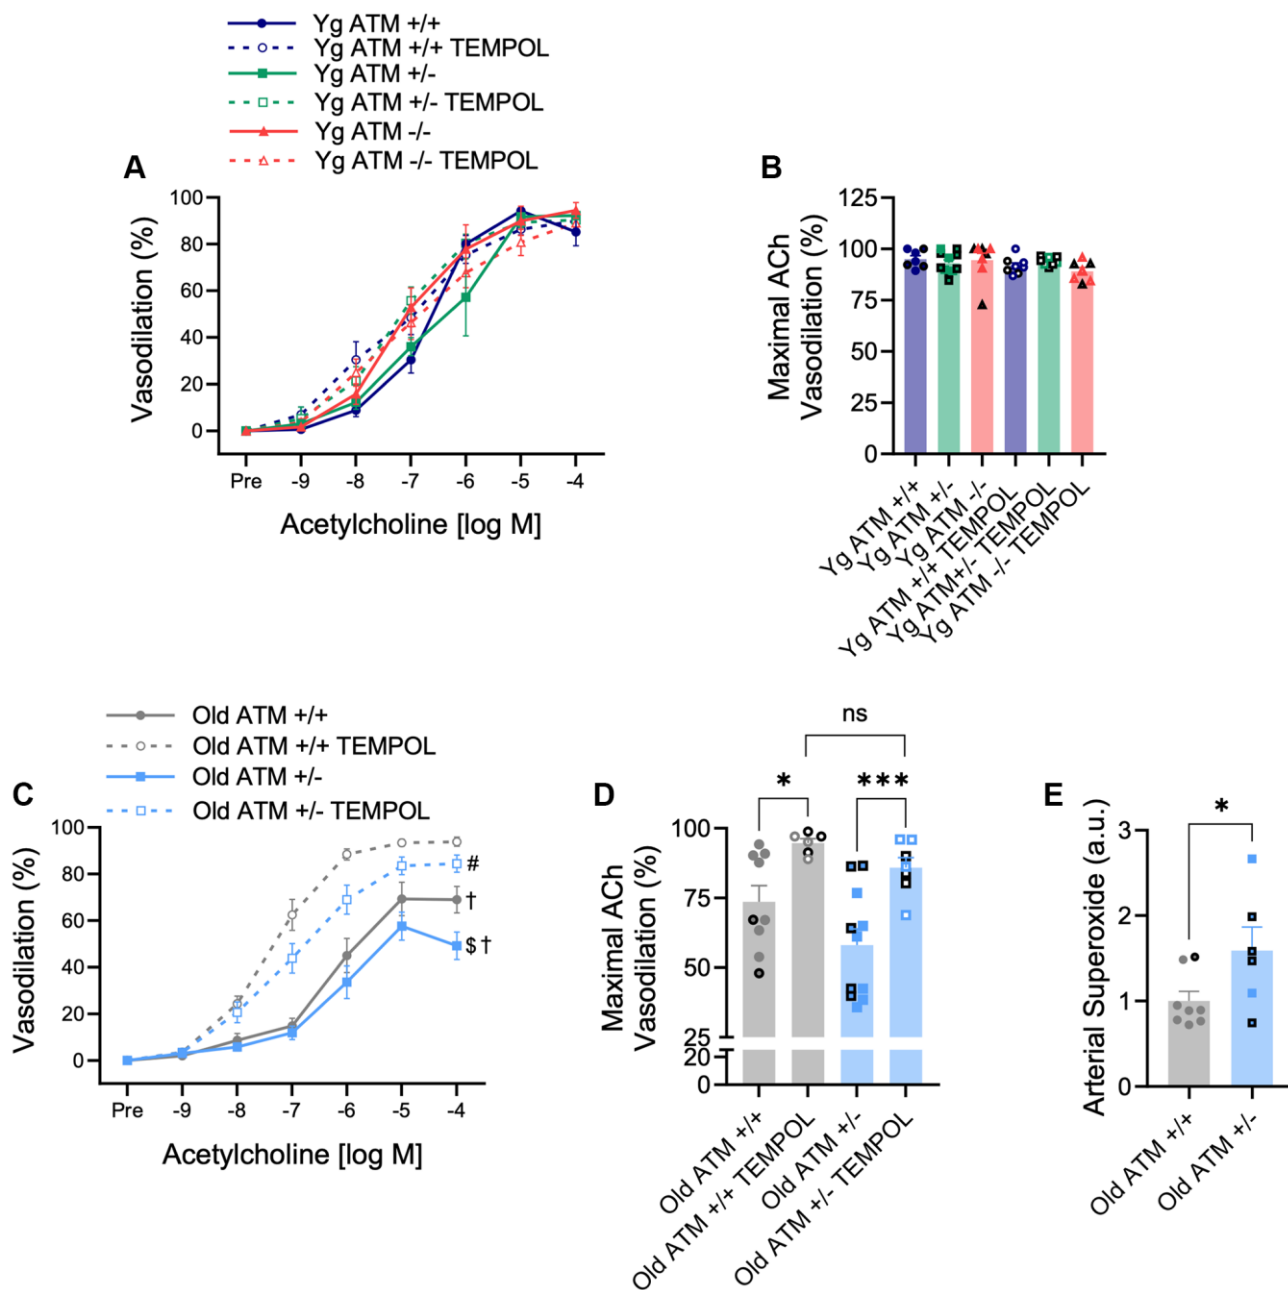 Yg ATM +/+
Yg ATM +/+ TEMPOL
Yg ATM +/-
Yg ATM +/- TEMPOL
Yg ATM -/-
Yg ATM -/- TEMPOL
A
Vasodilation (%)
100
80
60
40
20
0
Pre -9 -8 -7 -6 -5 -4
Acetylcholine [log M]
B
Maximal ACh
Vasodilation (%)
125
100
75
50
25
0
Yg ATM +/+
Yg ATM +/-
Yg ATM -/-
Yg ATM +/+ TEMPOL
Yg ATM+/- TEMPOL
Yg ATM -/- TEMPOL
Old ATM +/+
Old ATM +/+ TEMPOL
Old ATM +/-
Old ATM +/- TEMPOL
C
Vasodilation (%)
100
80
60
40
20
0
#
†
$ †
Pre -9 -8 -7 -6 -5 -4
Acetylcholine [log M]
D
ns
* ***
Maximal ACh
Vasodilation (%)
100
75
50
25
20
0
Old ATM +/+
Old ATM +/+ TEMPOL
Old ATM +/-
Old ATM +/- TEMPOL
E
*
Arterial Superoxide (a.u.)
3
2
1
0
Old ATM +/+
Old ATM +/-